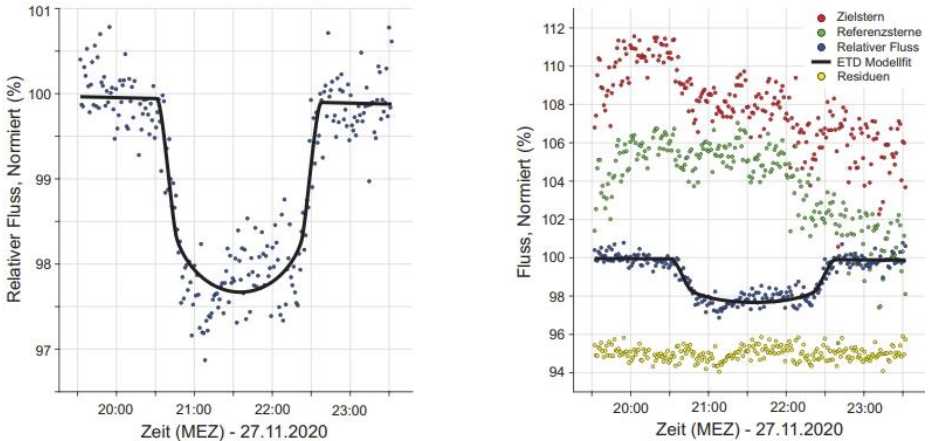 101
100
99
98
97
Relativer Fluss, Normiert (%)
20:00 21:00 22:00 23:00
Zeit (MEZ) - 27.11.2020
112
110
108
106
104
102
100
98
96
94
Fluss, Normiert (%)
Zielstern
Referenzsterne
Relativer Fluss
ETD Modellfit
Residuen
20:00 21:00 22:00 23:00
Zeit (MEZ) - 27.11.2020